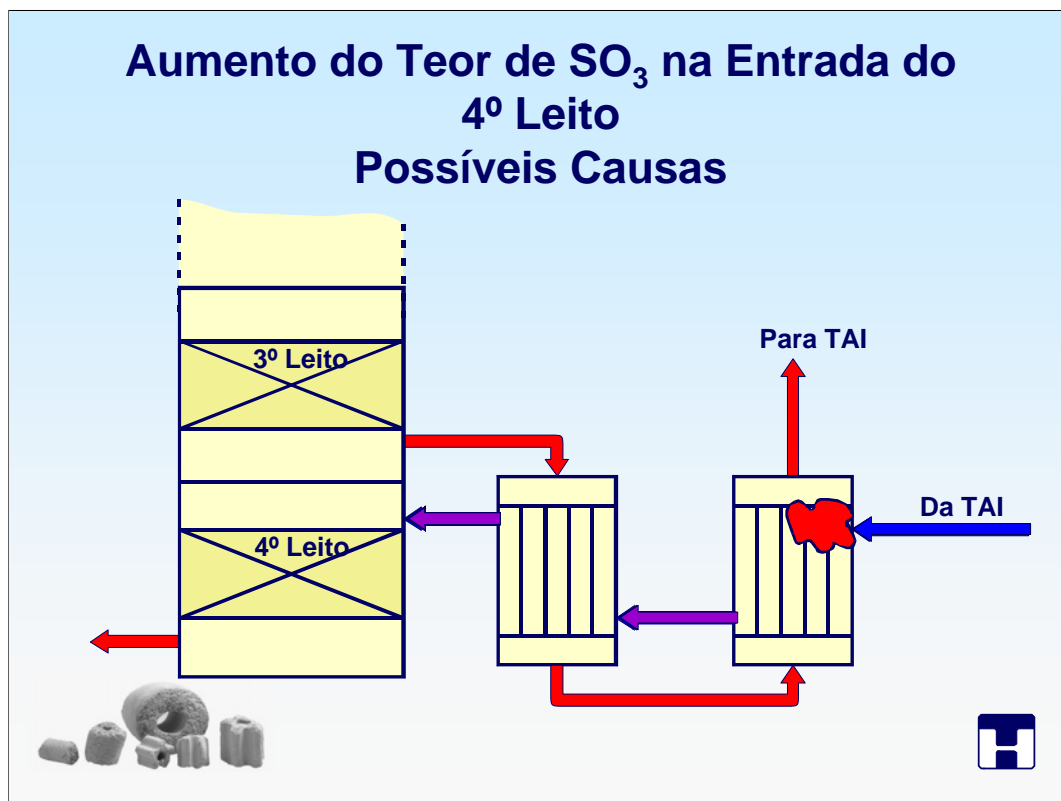 Aumento do Teor de SO₃ na Entrada do
4º Leito
Possíveis Causas
3º Leito
Para TAI
Da TAI
4º Leito